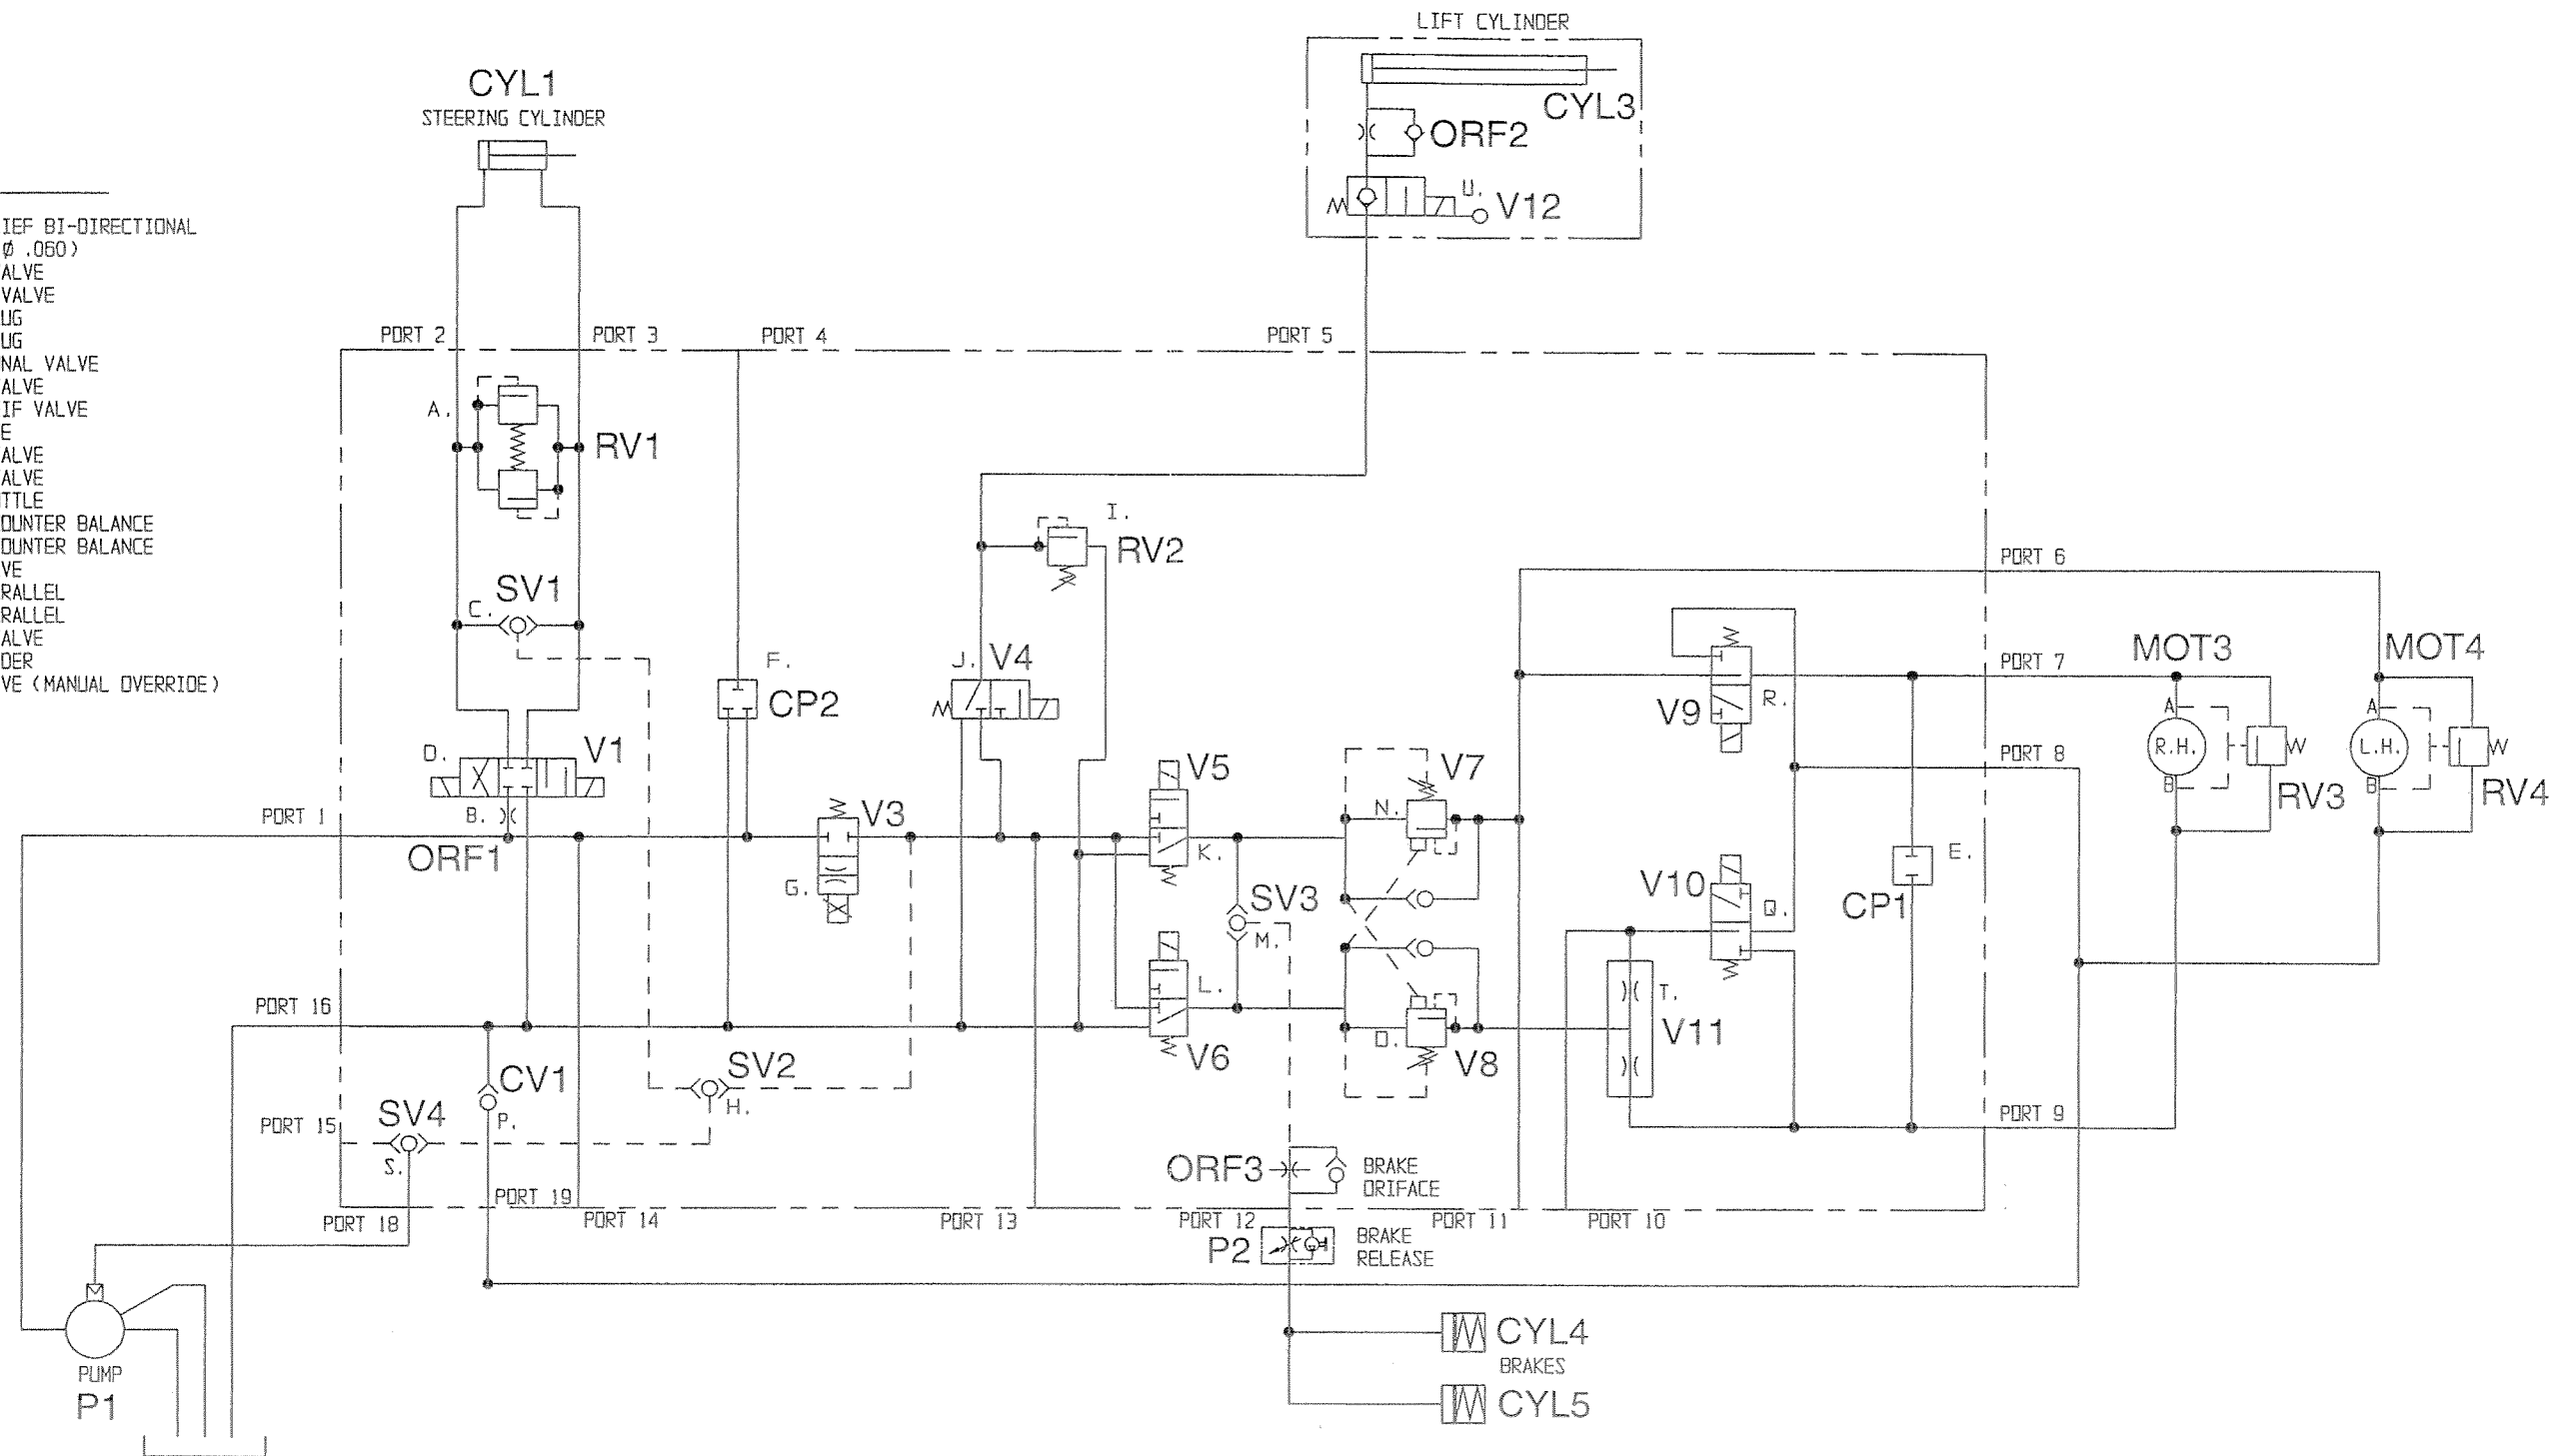 LIFT CYLINDER
CYL3
ORF2
U.
V12
CYL1
STEERING CYLINDER
IEF BI-DIRECTIONAL
Ø .060)
ALVE
VALVE
UG
UG
NAL VALVE
ALVE
IF VALVE
E
ALVE
ALVE
TTLE
OUNTER BALANCE
OUNTER BALANCE
VE
RALLEL
RALLEL
ALVE
DER
VE (MANUAL OVERRIDE)
PORT 2
PORT 3
PORT 4
PORT 5
A.
RV1
I.
RV2
SV1
C.
PORT 6
J.
V4
F.
CP2
PORT 7
MOT3
MOT4
V9
R.
D.
V1
V5
V7
PORT 8
A
R.H.
B
W
RV3
A
L.H.
B
W
RV4
PORT 1
B.
ORF1
V3
G.
K.
N.
E.
CP1
V10
Q.
SV3
M.
PORT 16
L.
V6
O.
V8
T.
V11
SV2
H.
CV1
P.
PORT 15
SV4
S.
PORT 9
ORF3
BRAKE
ORIFACE
PORT 19
PORT 18
PORT 14
PORT 13
PORT 12
PORT 11
PORT 10
P2
BRAKE
RELEASE
M
PUMP
P1
CYL4
BRAKES
CYL5